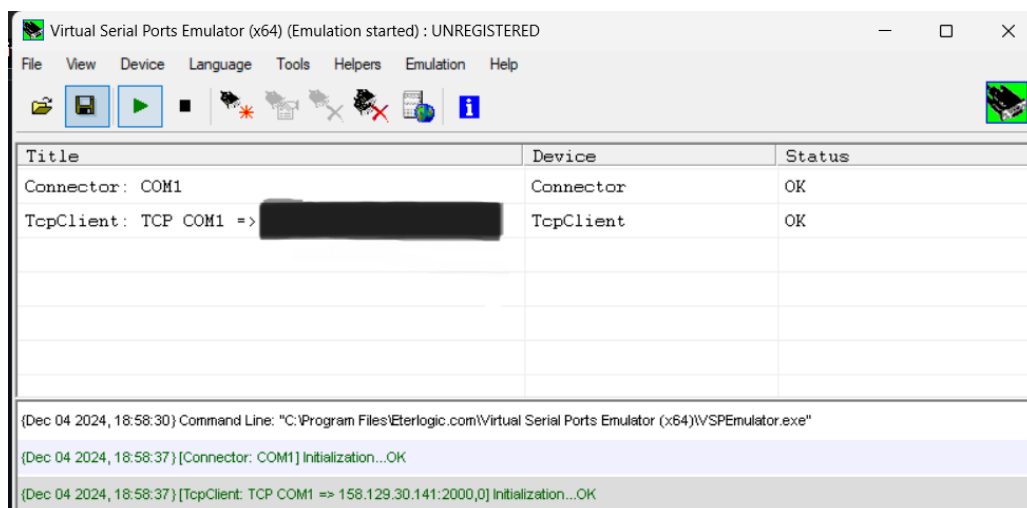 Virtual Serial Ports Emulator (x64) (Emulation started) : UNREGISTERED
File View Device Language Tools Helpers Emulation Help
Title Device Status
Connector: COM1 Connector OK
TcpClient: TCP COM1 => TcpClient OK
{Dec 04 2024, 18:58:30} Command Line: "C:\Program Files\Eterlogic.com\Virtual Serial Ports Emulator (x64)\VSPEmulator.exe"
{Dec 04 2024, 18:58:37} [Connector: COM1] Initialization...OK
{Dec 04 2024, 18:58:37} [TcpClient: TCP COM1 => 158.129.30.141:2000,0] Initialization...OK